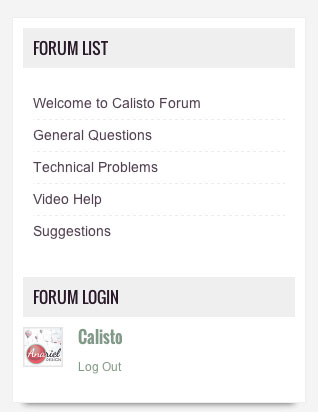 FORUM LIST
Welcome to Calisto Forum
General Questions
Technical Problems
Video Help
Suggestions
FORUM LOGIN
Calisto
Anariel
DESIGN
Log Out